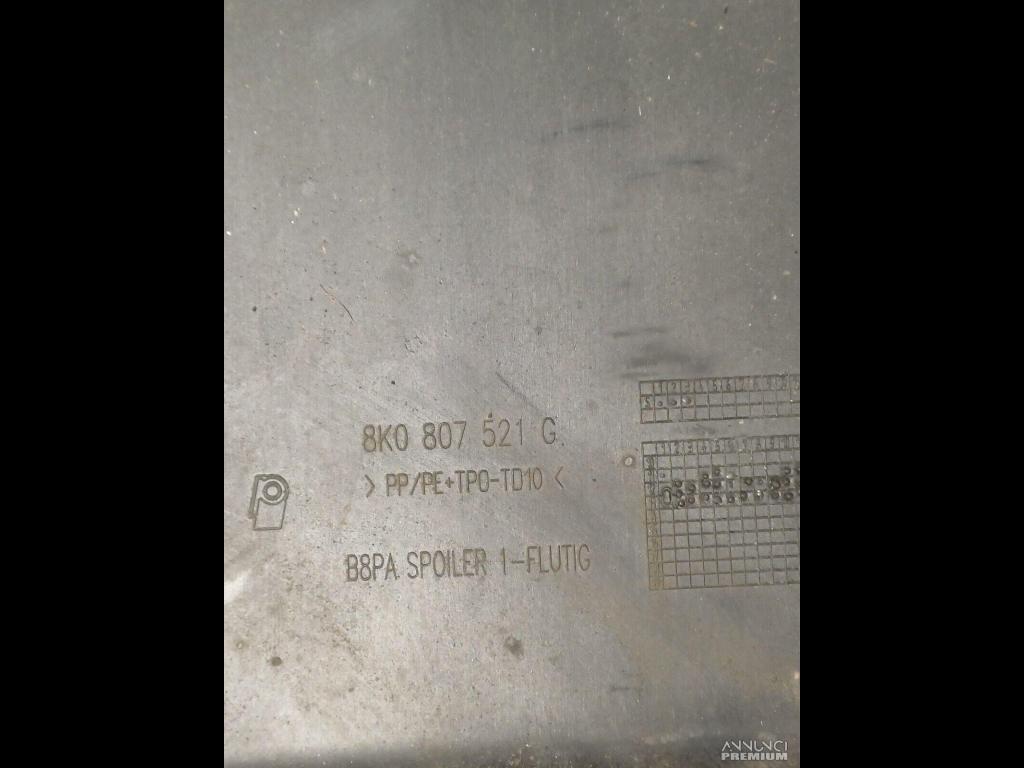 8K0 807 521 G
> PP/PE+TPO-TD10 <
B8PA SPOILER 1-FLUTIG
ANNUNCI
PREMIUM